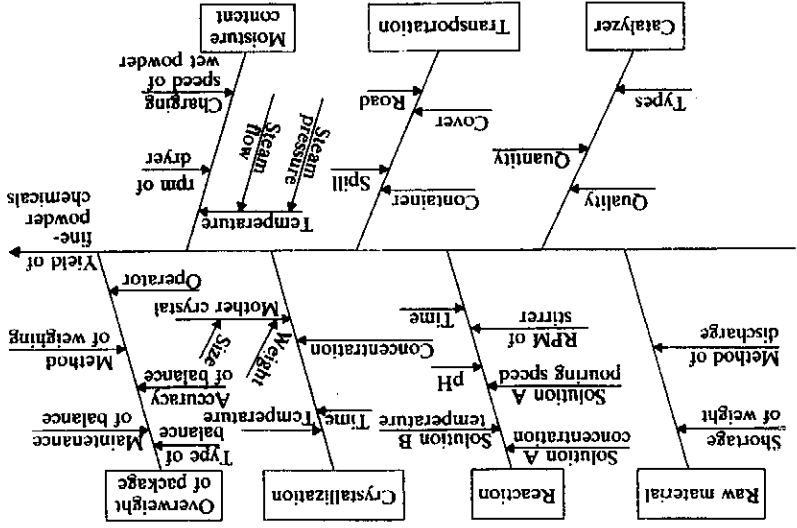 Raw material
Reaction
Crystallization
Overweight
of package
Shortage
of weight
Method of
discharge
Solution A
concentration
Solution B
temperature
Solution A
pouring speed
pH
RPM of
stirrer
Time
Temperature
Time
Concentration
Weight
Size
Mother crystal
Type of
balance
Maintenance
of balance
Accuracy
of balance
Method
of weighing
Operator
Yield of
fine-
powder
chemicals
Quality
Quantity
Types
Catalyzer
Container
Spill
Cover
Road
Transportation
Temperature
Steam
pressure
Steam
flow
rpm of
dryer
Charging
speed of
wet powder
Moisture
content